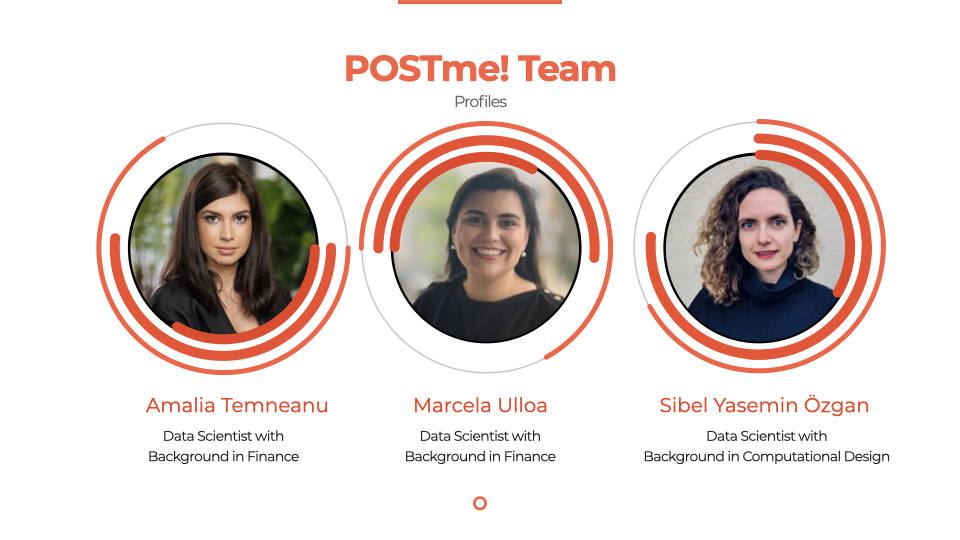 POSTme! Team
Profiles
Amalia Temneanu
Marcela Ulloa
Sibel Yasemin Özgan
Data Scientist with
Background in Finance
Data Scientist with
Background in Finance
Data Scientist with
Background in Computational Design